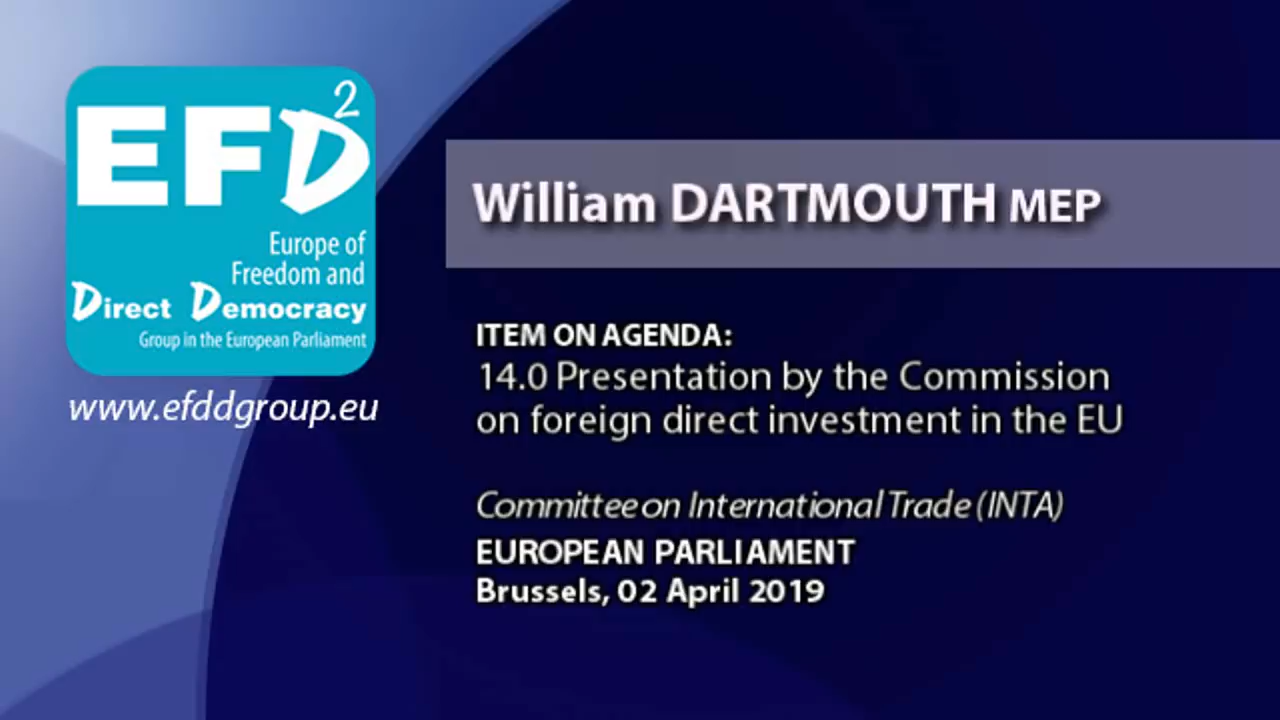 EFD²
Europe of
Freedom and
Direct Democracy
Group in the European Parliament
www.efddgroup.eu
William DARTMOUTH MEP
ITEM ON AGENDA:
14.0 Presentation by the Commission
on foreign direct investment in the EU
Committee on International Trade (INTA)
EUROPEAN PARLIAMENT
Brussels, 02 April 2019